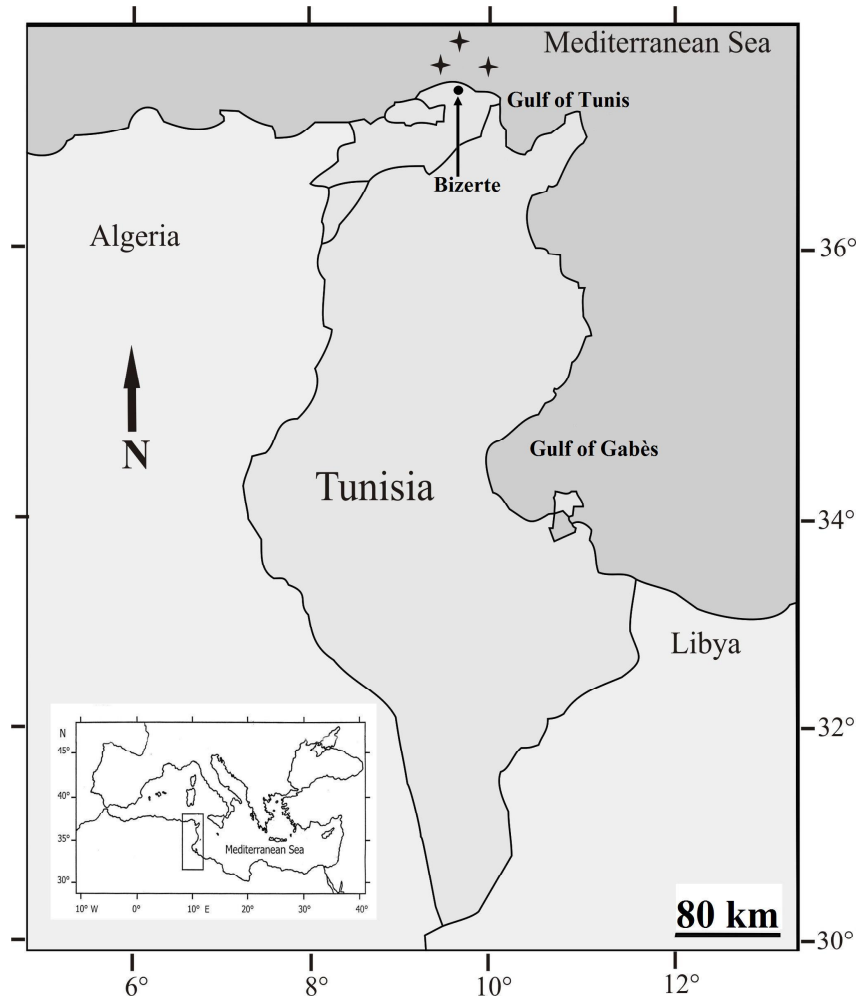 Mediterranean Sea
Gulf of Tunis
Bizerte
Algeria
36°
N
Gulf of Gabès
Tunisia
34°
Libya
32°
N
45°
40°
35°
30°
Mediterranean Sea
10° W
0°
10° E
20°
30°
40°
80 km
30°
6°
8°
10°
12°